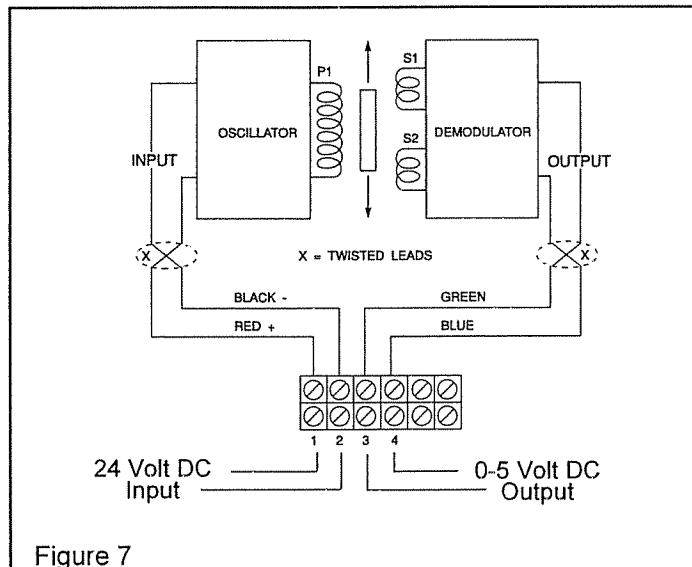 P1
S1
OSCILLATOR
S2
DEMODULATOR
INPUT
OUTPUT
X
X = TWISTED LEADS
X
BLACK -
GREEN
RED +
BLUE
1 2 3 4
24 Volt DC
Input
0-5 Volt DC
Output
Figure 7